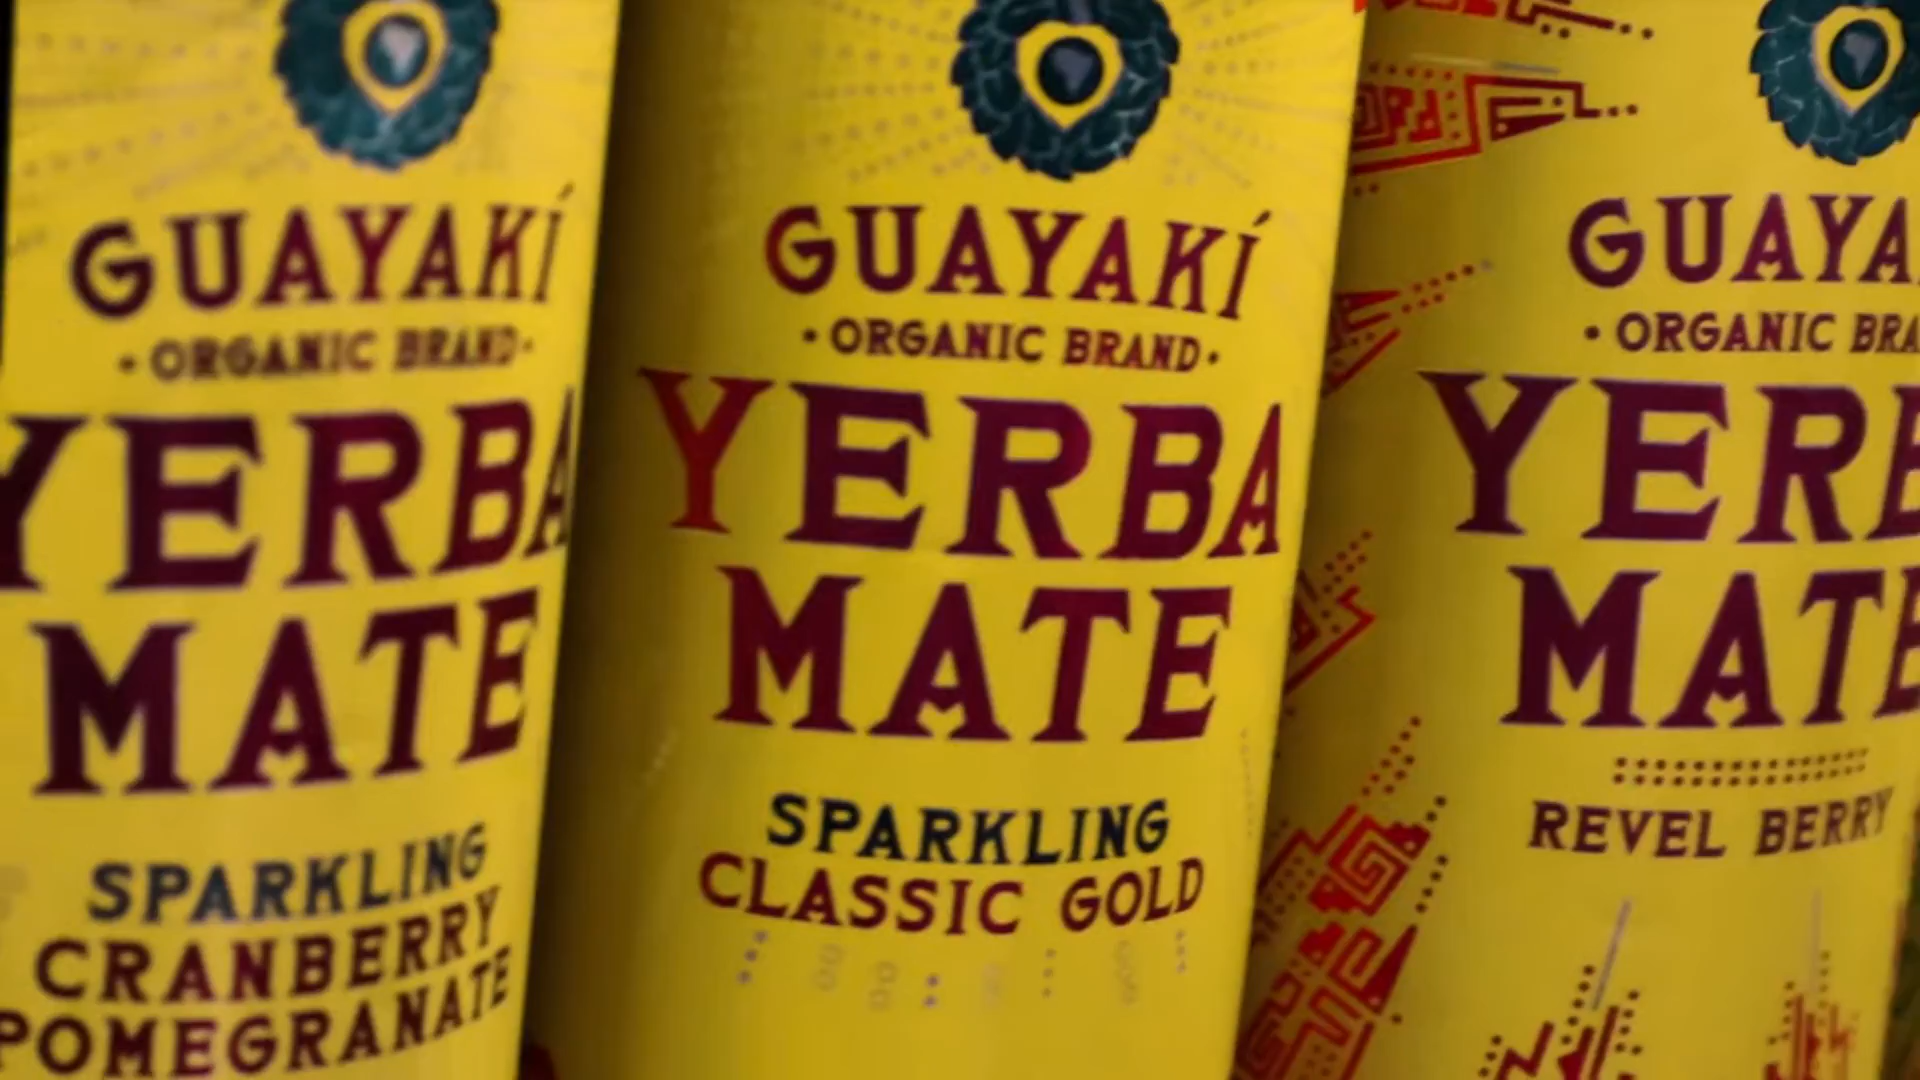 GUAYAKÍ
• ORGANIC BRAND •
YERBA
MATE
SPARKLING
CRANBERRY
POMEGRANATE
GUAYAKÍ
• ORGANIC BRAND •
YERBA
MATE
SPARKLING
CLASSIC GOLD
GUAYA
• ORGANIC BRA
YERB
MATE
REVEL BERRY